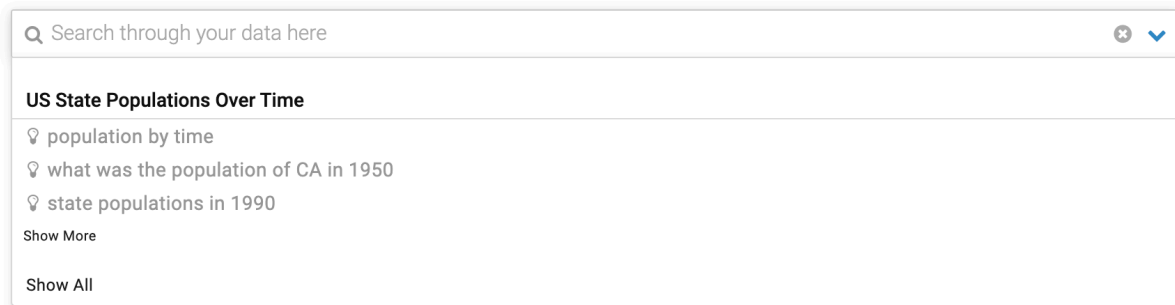 Search through your data here
US State Populations Over Time
population by time
what was the population of CA in 1950
state populations in 1990
Show More
Show All